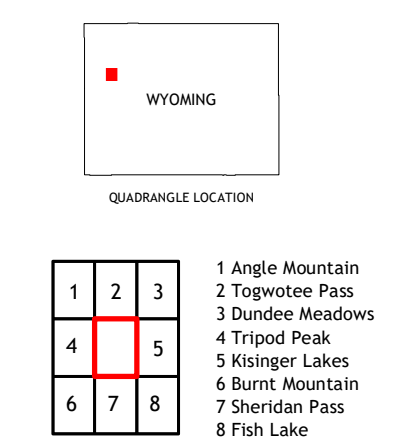 WYOMING
QUADRANGLE LOCATION
1 2 3
4 5
6 7 8
1 Angle Mountain
2 Togwotee Pass
3 Dundee Meadows
4 Tripod Peak
5 Kisinger Lakes
6 Burnt Mountain
7 Sheridan Pass
8 Fish Lake